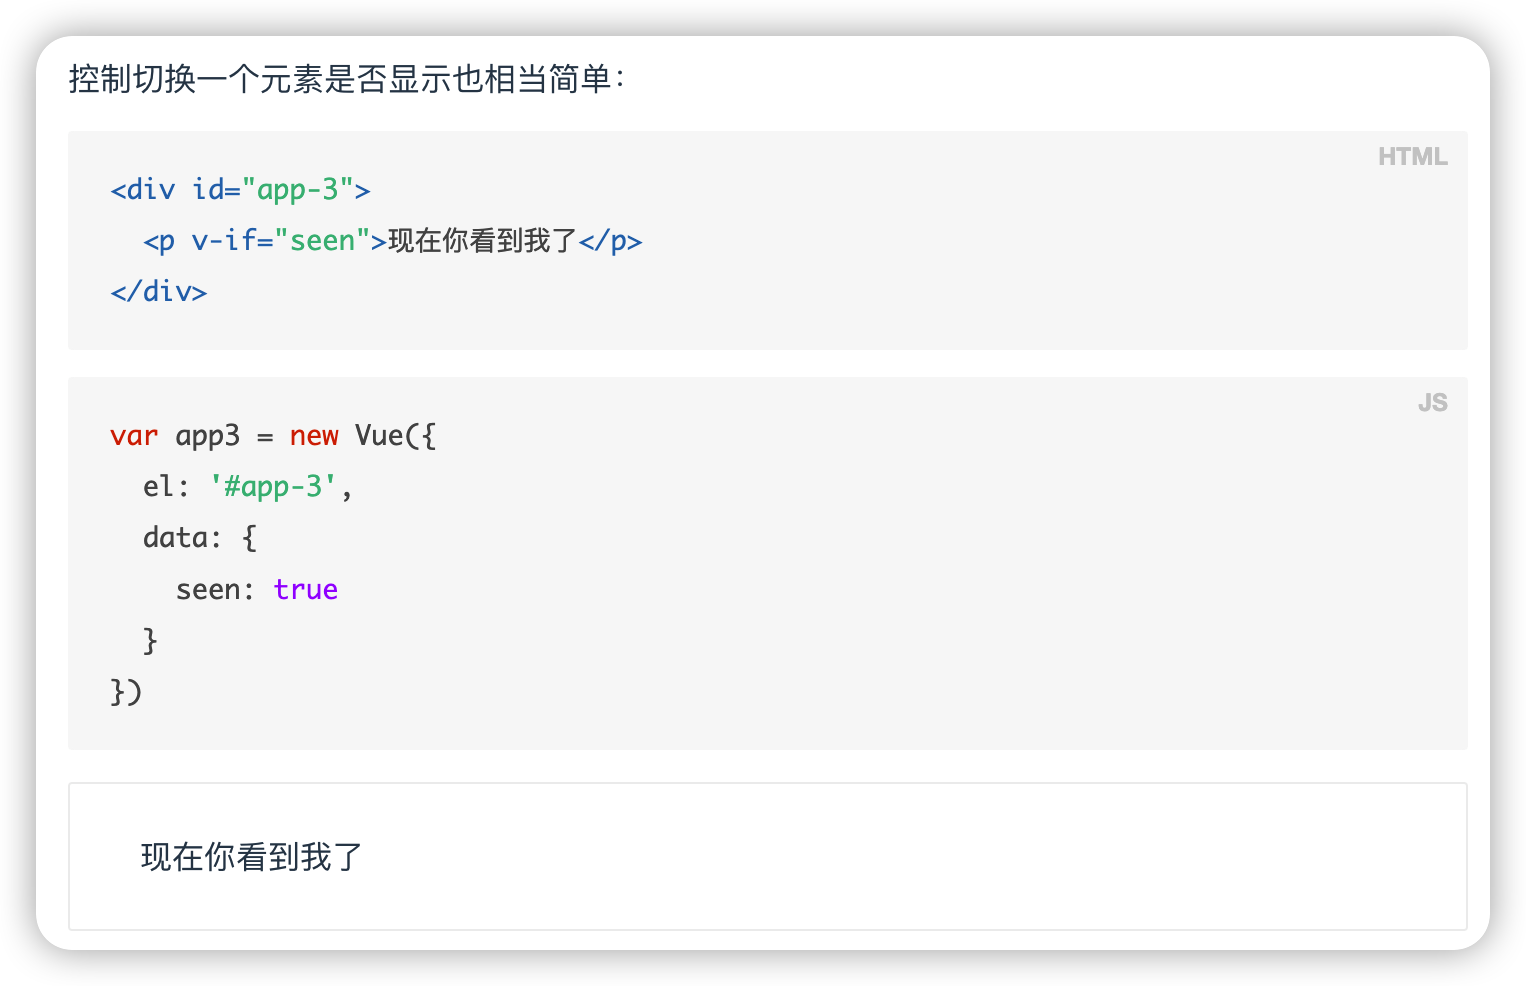 控制切换一个元素是否显示也相当简单：
HTML
<div id="app-3">
  <p v-if="seen">现在你看到我了</p>
</div>
JS
var app3 = new Vue({
  el: '#app-3',
  data: {
    seen: true
  }
})
现在你看到我了